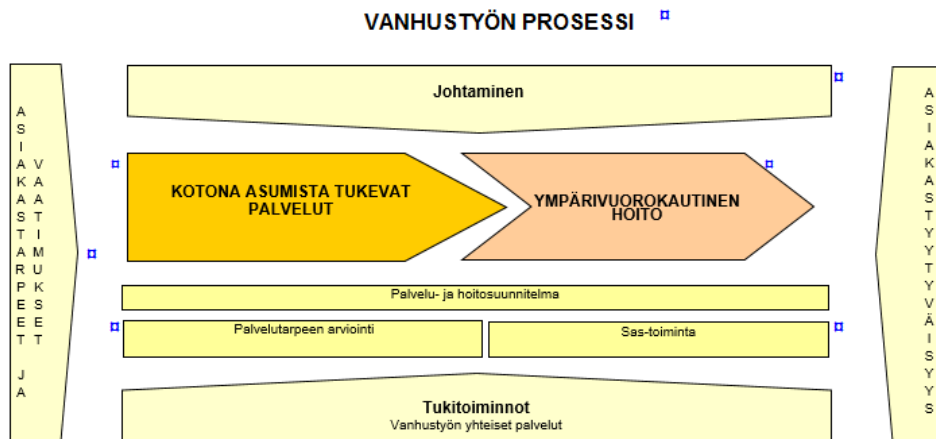 VANHUSTYÖN PROSESSI ¤
Johtaminen
¤
ASIAKASTARPEET JA
VAATIMUKSET
¤
¤
KOTONA ASUMISTA TUKEVAT
PALVELUT
¤
YMPÄRIVUOROKAUTINEN
HOITO
Palvelu- ja hoitosuunnitelma
¤
Palvelutarpeen arviointi
Sas-toiminta
¤
Tukitoiminnot
Vanhustyön yhteiset palvelut
ASIAKASTYYTYVÄISYYS